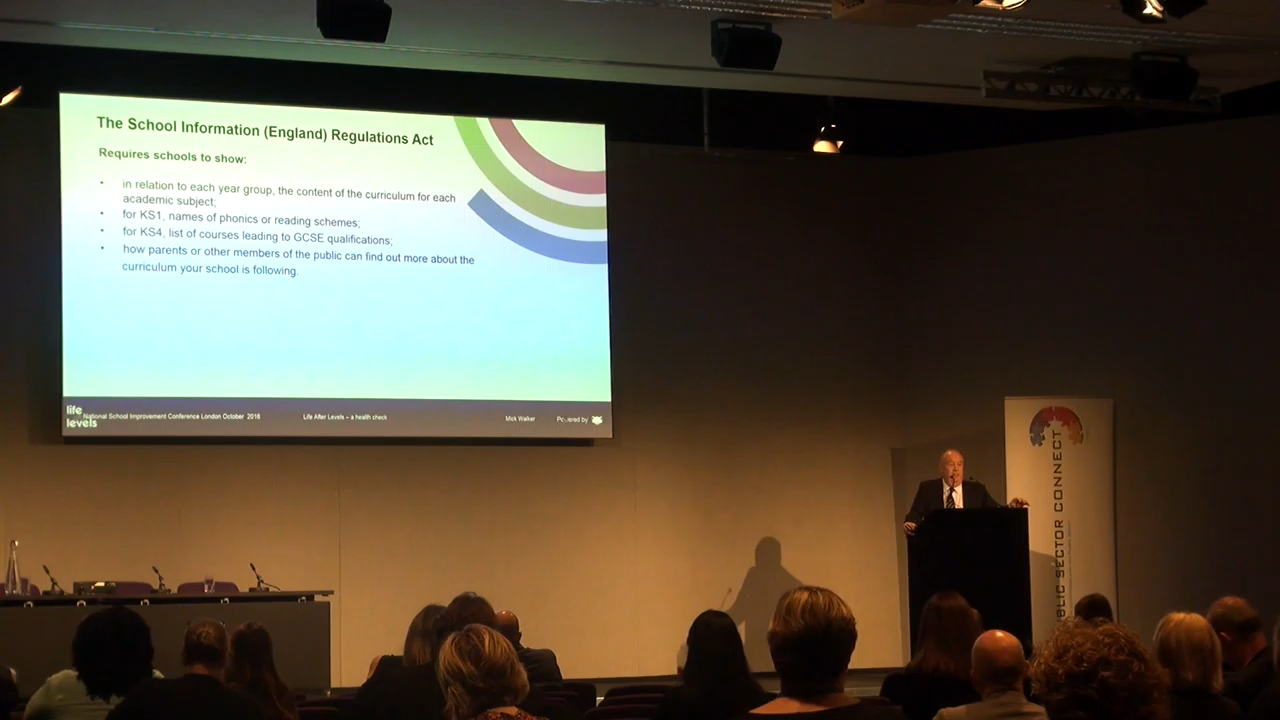 The School Information (England) Regulations Act
Requires schools to show:
• in relation to each year group, the content of the curriculum for each
academic subject;
• for KS1, names of phonics or reading schemes;
• for KS4, list of courses leading to GCSE qualifications;
• how parents or other members of the public can find out more about the
curriculum your school is following.
life
levels
National School Improvement Conference London October 2016
Life After Levels – a health check
Mick Walker
Powered by
BLIC SECTOR CONNECT